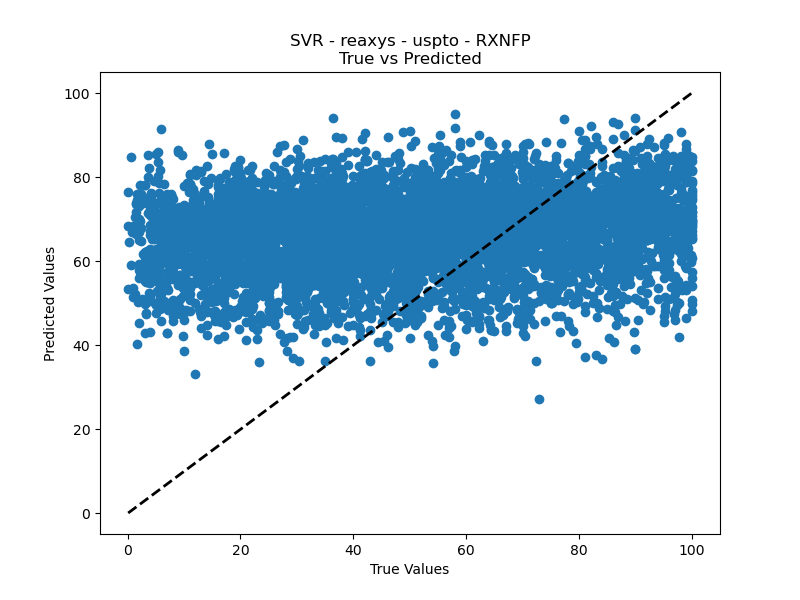 SVR - reaxys - uspto - RXNFP
True vs Predicted
100
80
60
40
20
0
Predicted Values
0 20 40 60 80 100
True Values